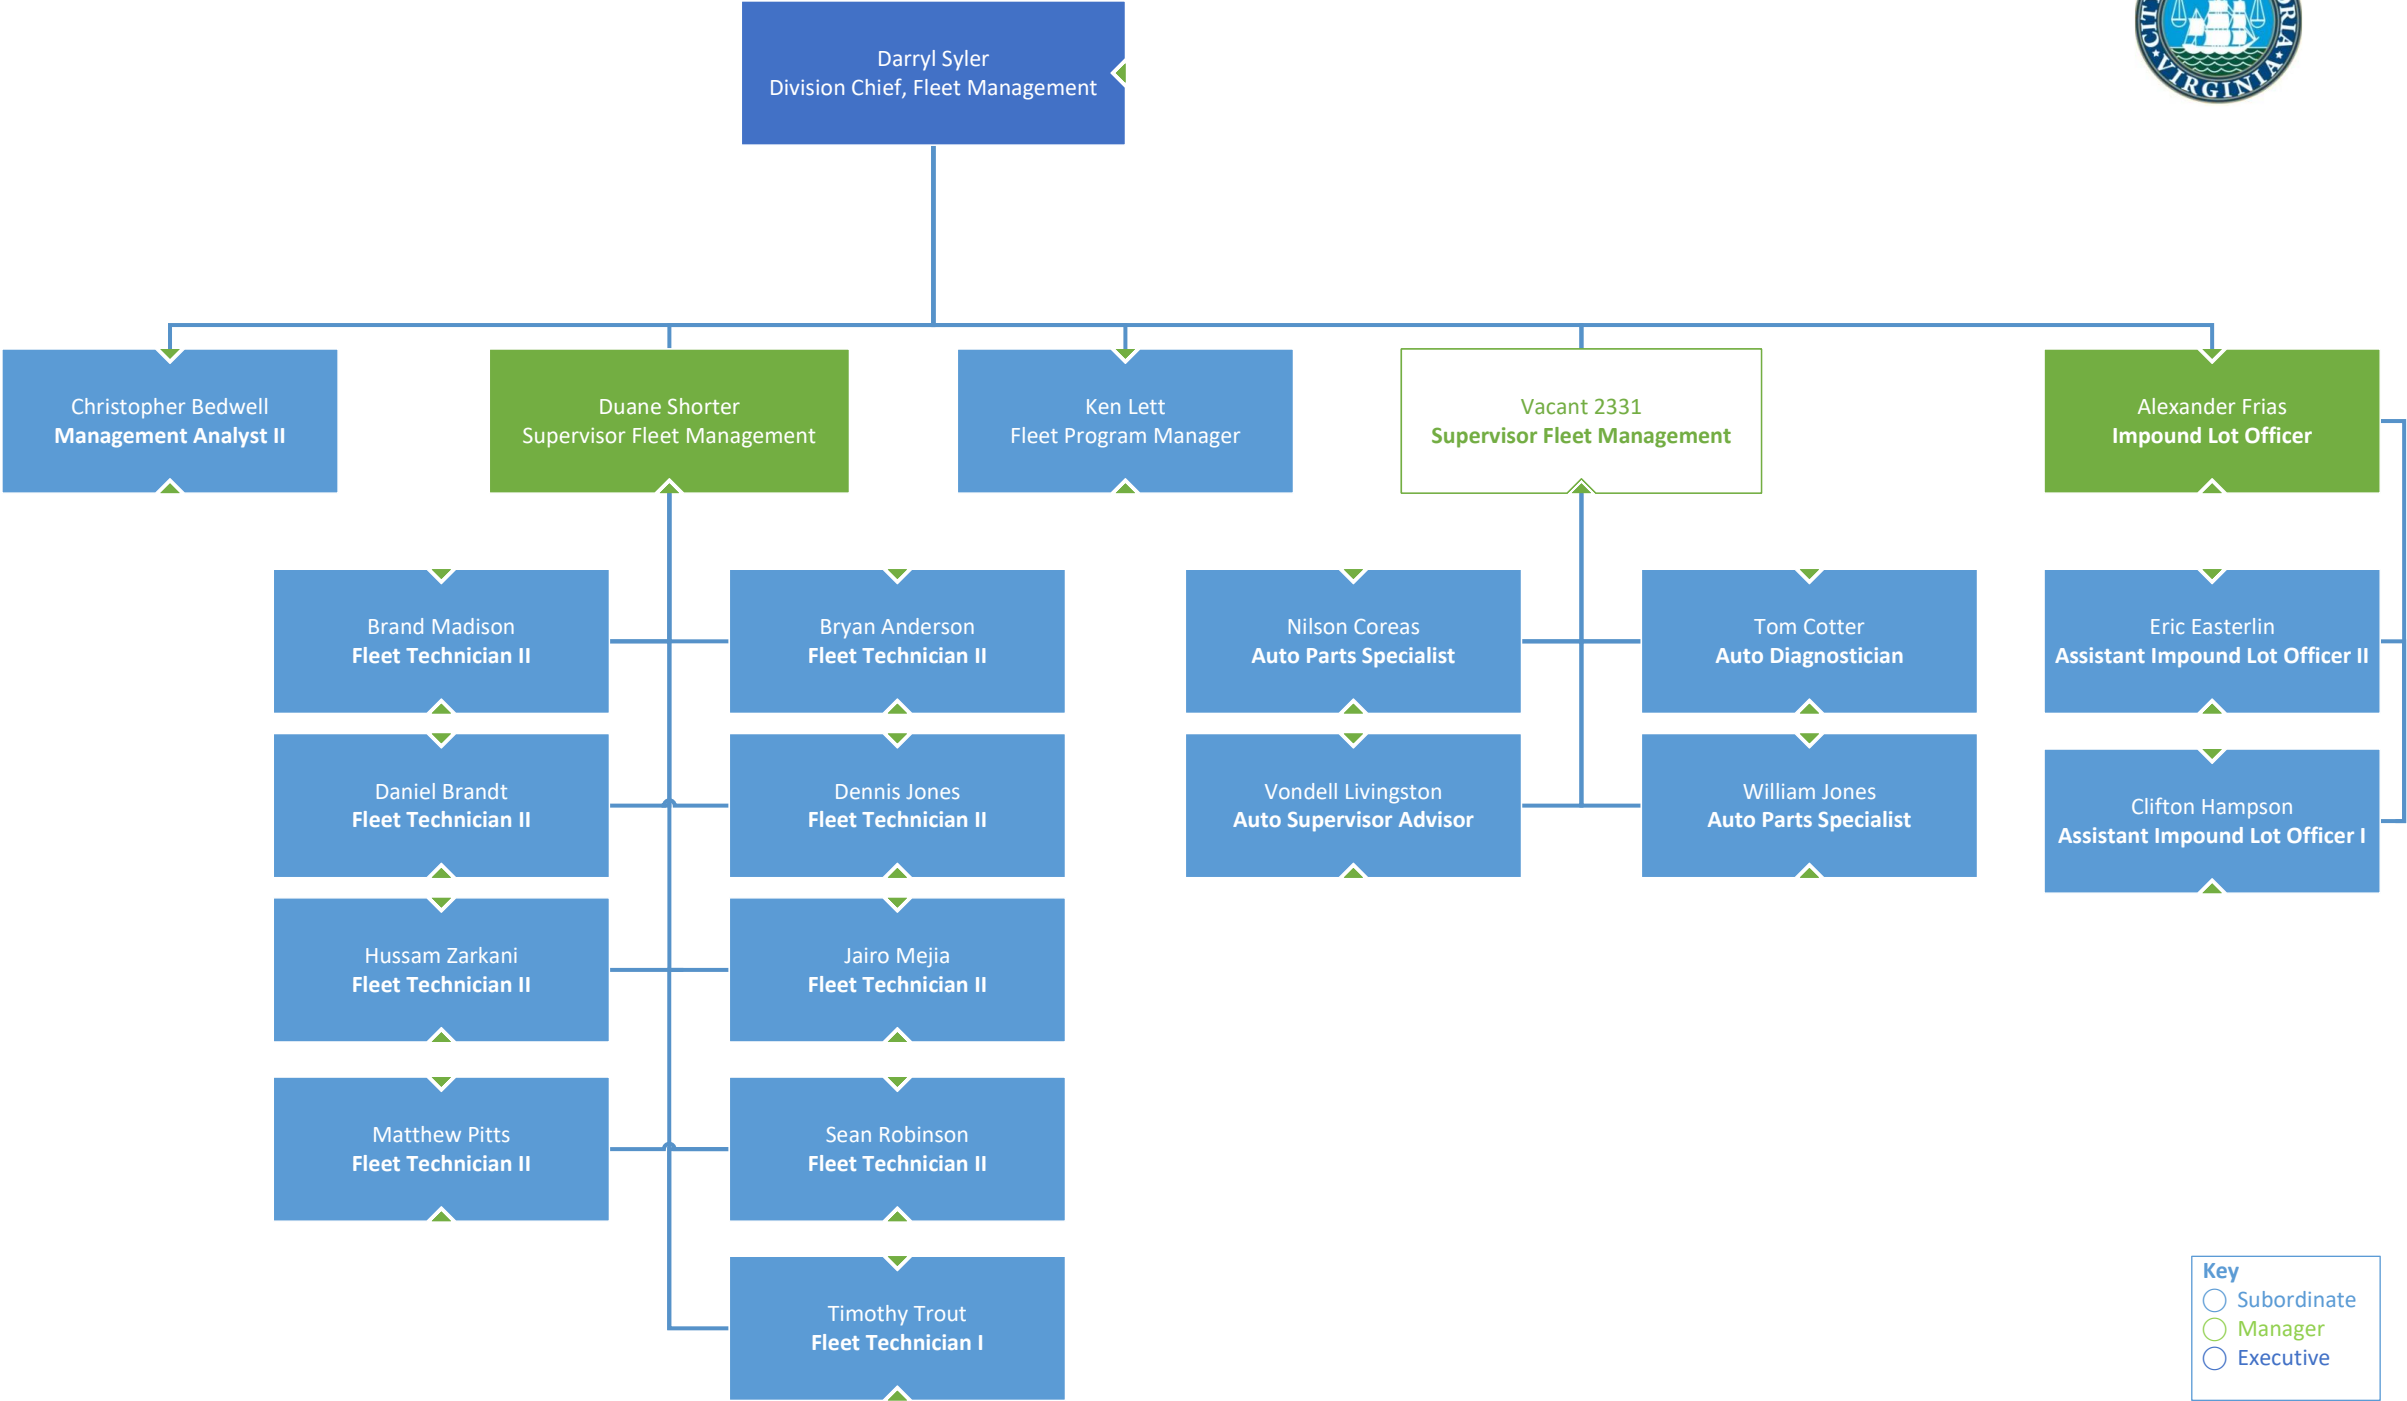 Darryl Syler
Division Chief, Fleet Management
VIRGINIA
Christopher Bedwell
Management Analyst II
Duane Shorter
Supervisor Fleet Management
Ken Lett
Fleet Program Manager
Vacant 2331
Supervisor Fleet Management
Alexander Frias
Impound Lot Officer
Brand Madison
Fleet Technician II
Bryan Anderson
Fleet Technician II
Nilson Coreas
Auto Parts Specialist
Tom Cotter
Auto Diagnostician
Eric Easterlin
Assistant Impound Lot Officer II
Daniel Brandt
Fleet Technician II
Dennis Jones
Fleet Technician II
Vondell Livingston
Auto Supervisor Advisor
William Jones
Auto Parts Specialist
Clifton Hampson
Assistant Impound Lot Officer I
Hussam Zarkani
Fleet Technician II
Jairo Mejia
Fleet Technician II
Matthew Pitts
Fleet Technician II
Sean Robinson
Fleet Technician II
Timothy Trout
Fleet Technician I
Key
Subordinate
Manager
Executive